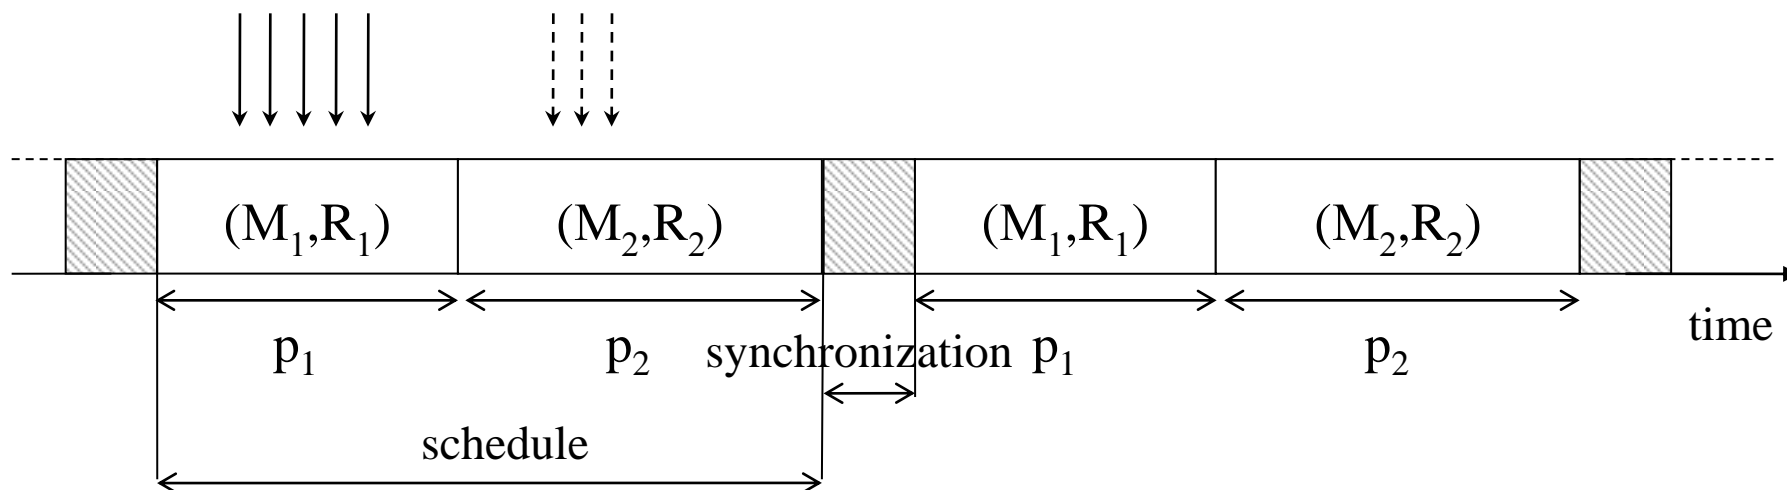 (M₁,R₁) (M₂,R₂) (M₁,R₁) (M₂,R₂)
time
p₁ p₂ synchronization p₁ p₂
schedule